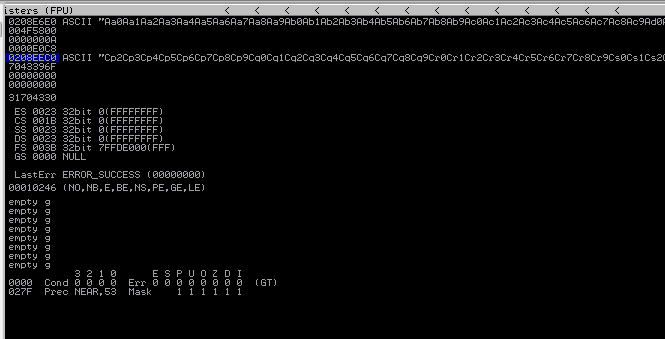 isters (FPU) < < < < < < < < < < < < <
0208E6E0 ASCII "Aa0Aa1Aa2Aa3Aa4Aa5Aa6Aa7Aa8Aa9Ab0Ab1Ab2Ab3Ab4Ab5Ab6Ab7Ab8Ab9Ac0Ac1Ac2Ac3Ac4Ac5Ac6Ac7Ac8Ac9Ad0A
004F5800
0000000A
0000E0C8
0208EEC0 ASCII "Cp2Cp3Cp4Cp5Cp6Cp7Cp8Cp9Cq0Cq1Cq2Cq3Cq4Cq5Cq6Cq7Cq8Cq9Cr0Cr1Cr2Cr3Cr4Cr5Cr6Cr7Cr8Cr9Cs0Cs1Cs2C
7043396F
00000000
00000000
31704330
ES 0023 32bit 0(FFFFFFFF)
CS 001B 32bit 0(FFFFFFFF)
SS 0023 32bit 0(FFFFFFFF)
DS 0023 32bit 0(FFFFFFFF)
FS 003B 32bit 7FFDE000(FFF)
GS 0000 NULL
LastErr ERROR_SUCCESS (00000000)
00010246 (NO,NB,E,BE,NS,PE,GE,LE)
empty g
empty g
empty g
empty g
empty g
empty g
empty g
empty g
3 2 1 0 E S P U O Z D I
0000 Cond 0 0 0 0 Err 0 0 0 0 0 0 0 0 (GT)
027F Prec NEAR,53 Mask 1 1 1 1 1 1